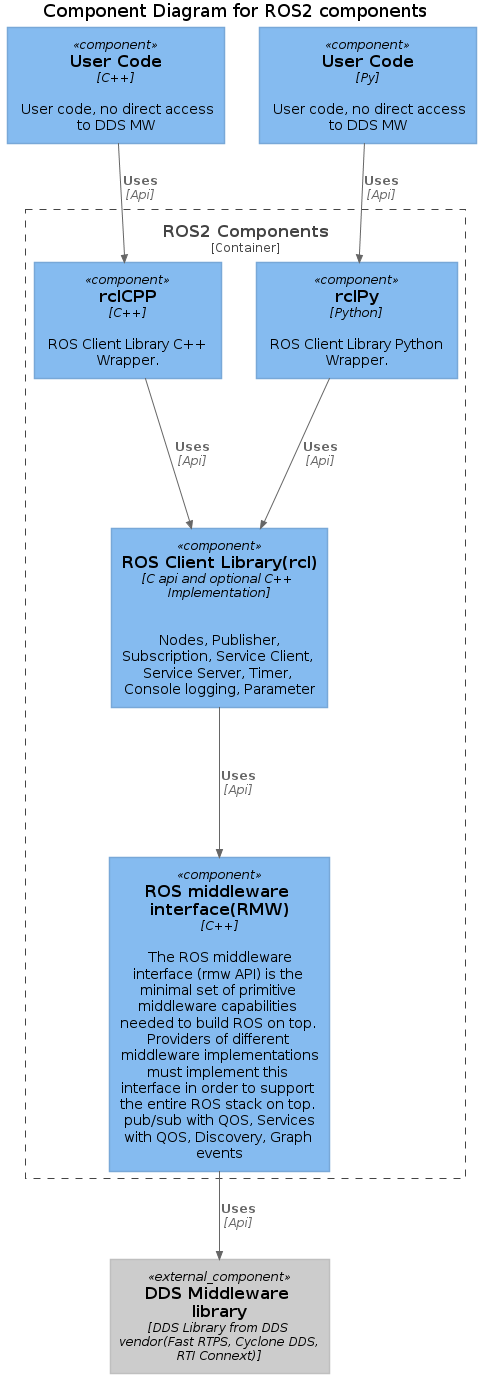 Component Diagram for ROS2 components
«component»
User Code
[C++]
User code, no direct access
to DDS MW
«component»
User Code
[Py]
User code, no direct access
to DDS MW
Uses
[Api]
Uses
[Api]
ROS2 Components
[Container]
«component»
rclCPP
[C++]
ROS Client Library C++
Wrapper.
«component»
rclPy
[Python]
ROS Client Library Python
Wrapper.
Uses
[Api]
Uses
[Api]
«component»
ROS Client Library(rcl)
[C api and optional C++
Implementation]
Nodes, Publisher,
Subscription, Service Client,
Service Server, Timer,
Console logging, Parameter
Uses
[Api]
«component»
ROS middleware
interface(RMW)
[C++]
The ROS middleware
interface (rmw API) is the
minimal set of primitive
middleware capabilities
needed to build ROS on top.
Providers of different
middleware implementations
must implement this
interface in order to support
the entire ROS stack on top.
pub/sub with QOS, Services
with QOS, Discovery, Graph
events
Uses
[Api]
«external_component»
DDS Middleware
library
[DDS Library from DDS
vendor(Fast RTPS, Cyclone DDS,
RTI Connext)]